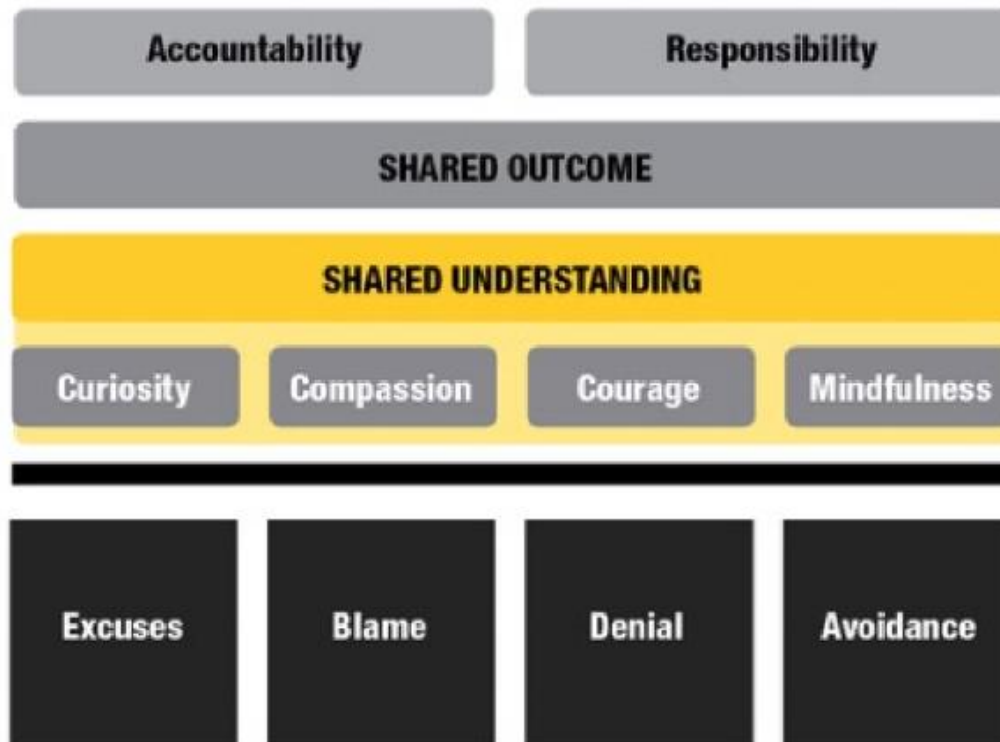 Accountability Responsibility
SHARED OUTCOME
SHARED UNDERSTANDING
Curiosity Compassion Courage Mindfulness
Excuses Blame Denial Avoidance